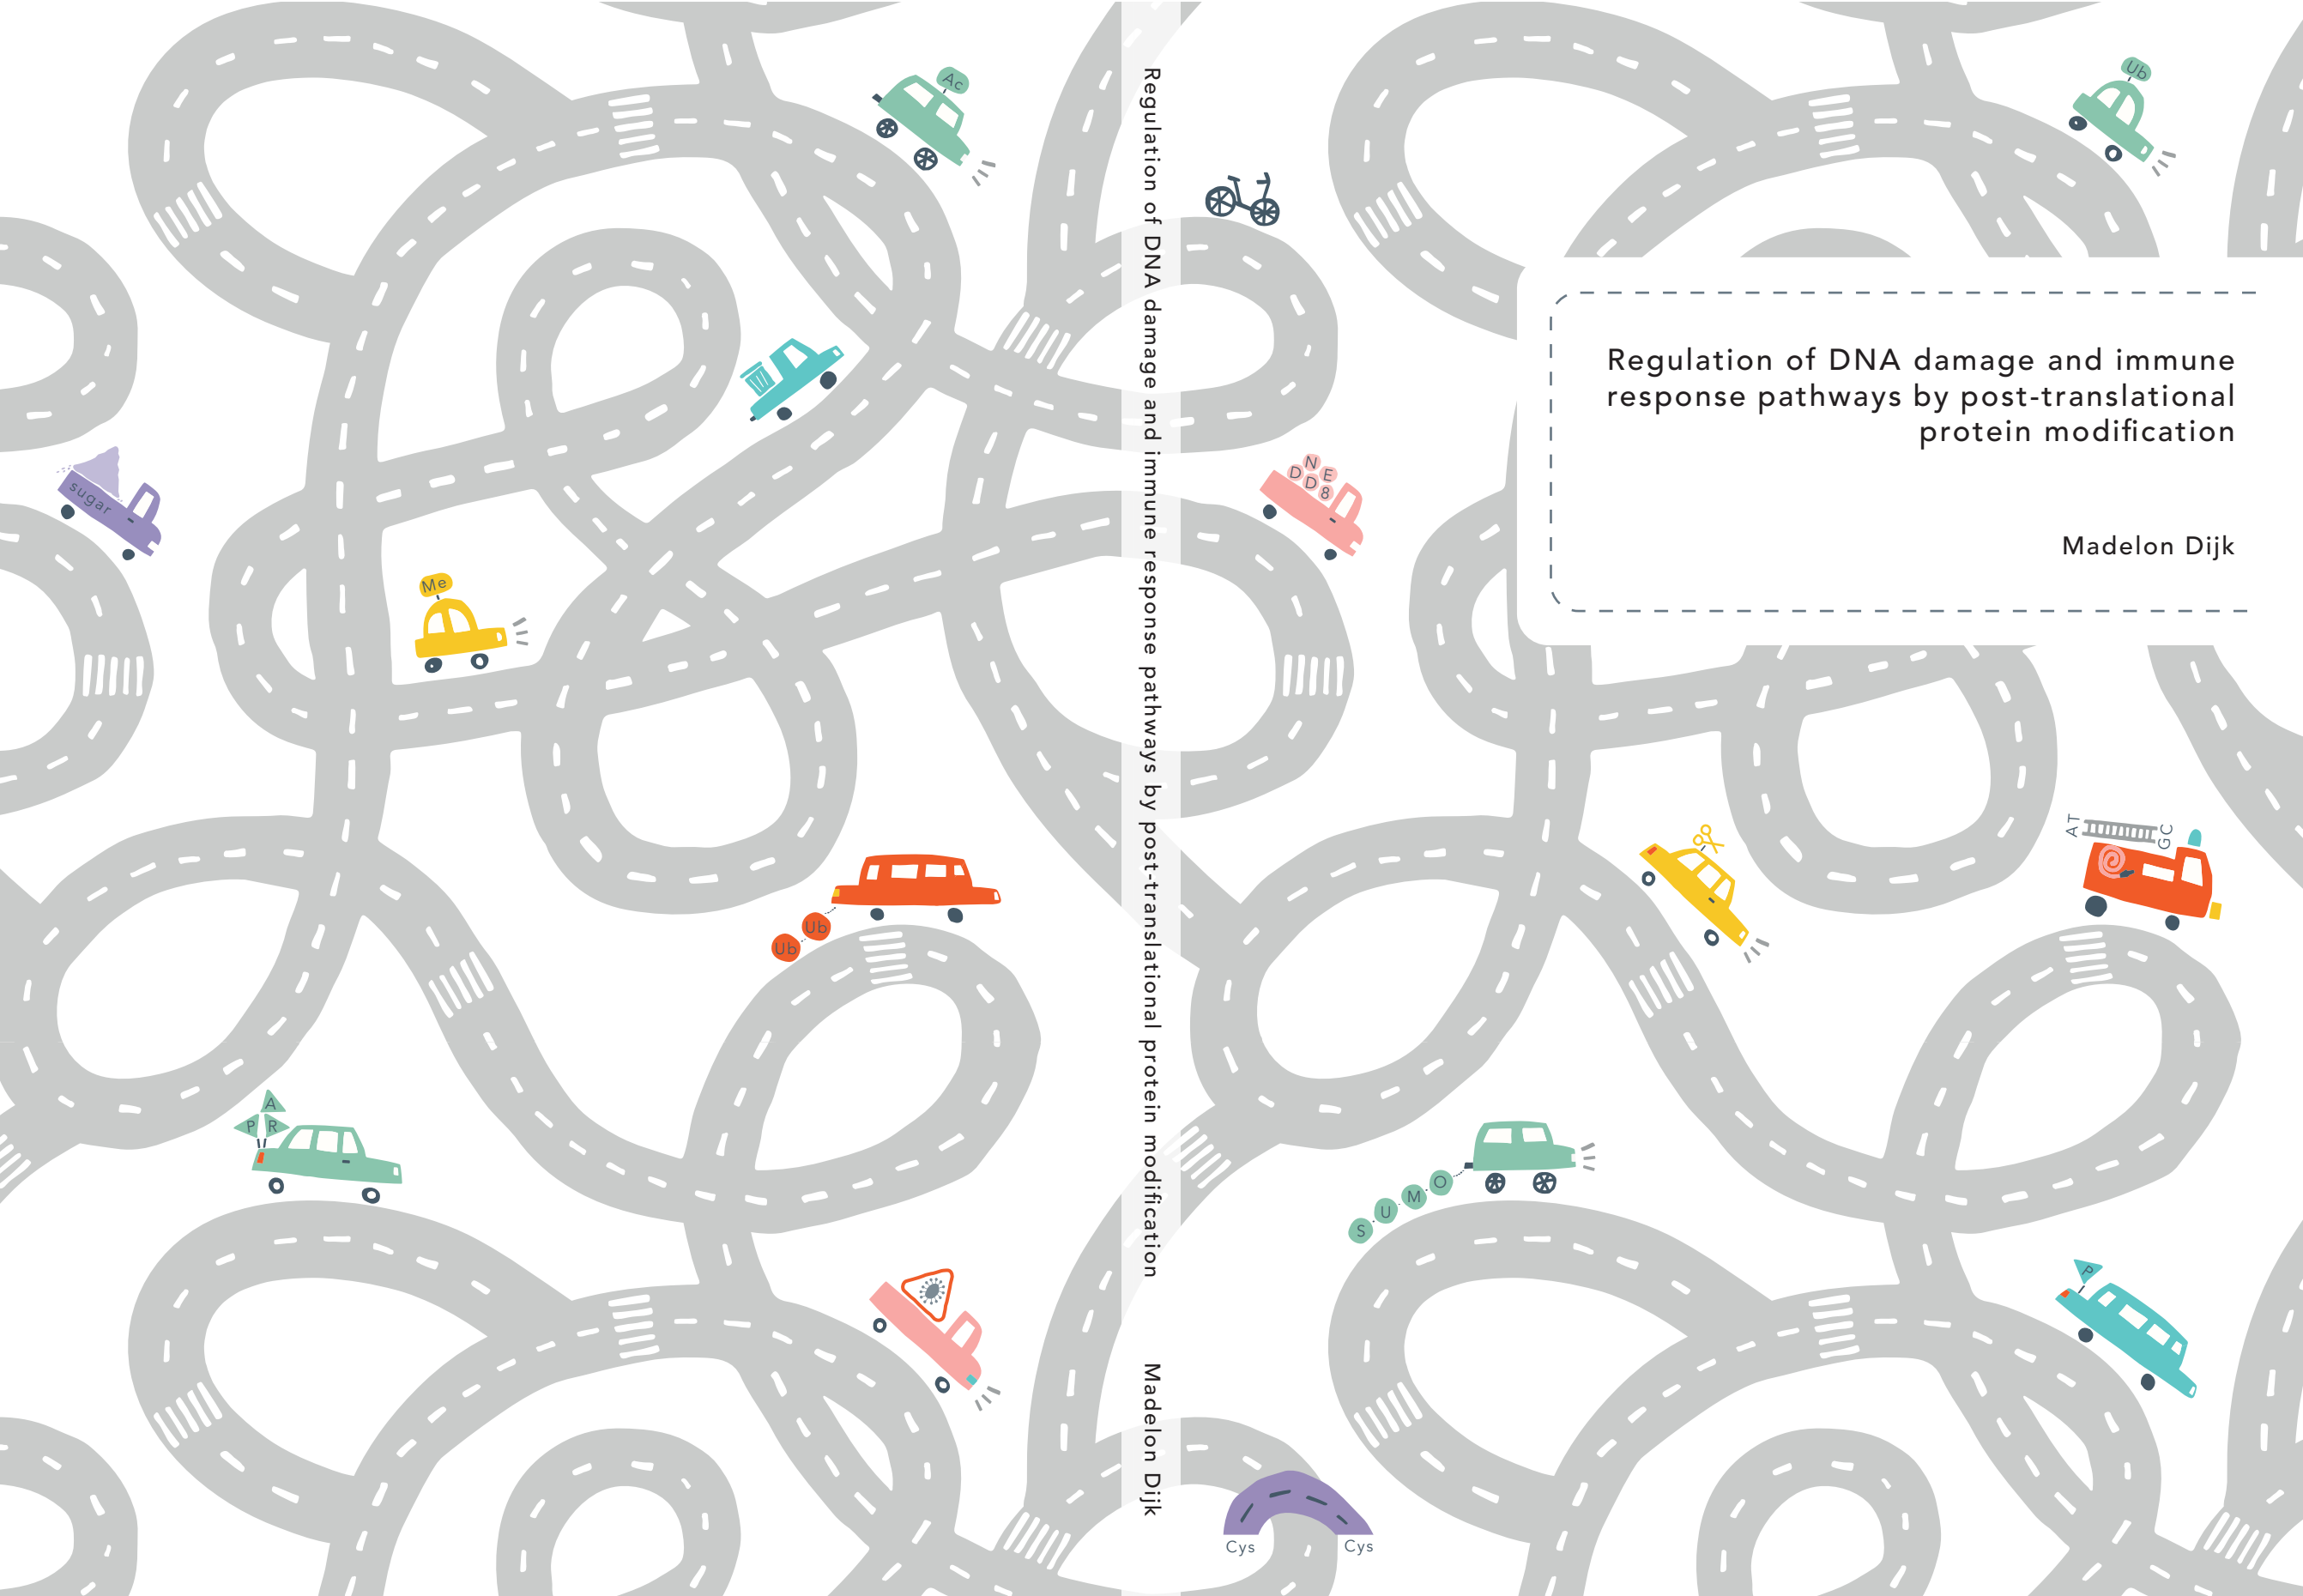 Ac
sugar
Me
Ub
Ub
A
P R
Regulation of DNA damage and immune response pathways by post-translational protein modification
Madelon Dijk
Ub
N
D E
D 8
Regulation of DNA damage and immune
response pathways by post-translational
protein modification
Madelon Dijk
AT
GC
S U M O
P
Cys Cys